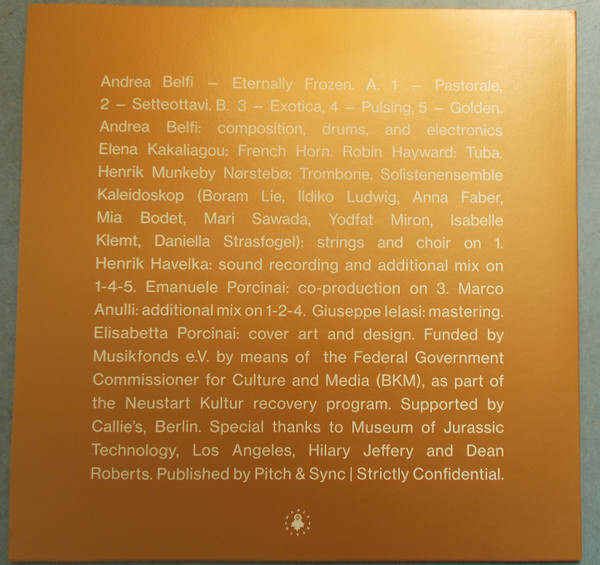 Andrea Belfi – Eternally Frozen. A. 1 – Pastorale,
2 – Setteottavi. B. 3 – Exotica, 4 – Pulsing, 5 – Golden.
Andrea Belfi: composition, drums, and electronics
Elena Kakaliagou: French Horn. Robin Hayward: Tuba.
Henrik Munkeby Nørstebø: Trombone. Solistenensemble
Kaleidoskop (Boram Lie, Ildiko Ludwig, Anna Faber,
Mia Bodet, Mari Sawada, Yodfat Miron, Isabelle
Klemt, Daniella Strasfogel): strings and choir on 1.
Henrik Havelka: sound recording and additional mix on
1-4-5. Emanuele Porcinai: co-production on 3. Marco
Anulli: additional mix on 1-2-4. Giuseppe Ielasi: mastering.
Elisabetta Porcinai: cover art and design. Funded by
Musikfonds e.V. by means of the Federal Government
Commissioner for Culture and Media (BKM), as part of
the Neustart Kultur recovery program. Supported by
Callie's, Berlin. Special thanks to Museum of Jurassic
Technology, Los Angeles, Hilary Jeffery and Dean
Roberts. Published by Pitch & Sync | Strictly Confidential.